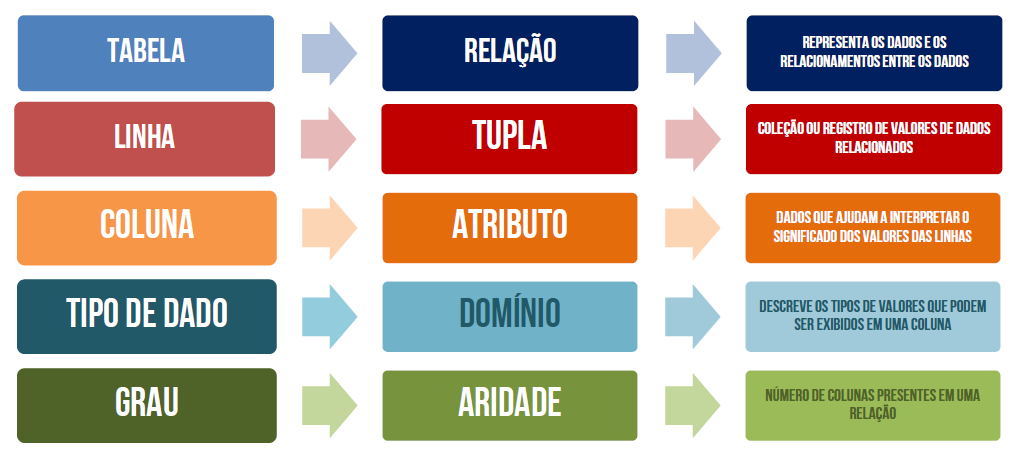 TABELA
RELAÇÃO
REPRESENTA OS DADOS E OS
RELACIONAMENTOS ENTRE OS DADOS
LINHA
TUPLA
COLEÇÃO OU REGISTRO DE VALORES DE DADOS
RELACIONADOS
COLUNA
ATRIBUTO
DADOS QUE AJUDAM A INTERPRETAR O
SIGNIFICADO DOS VALORES DAS LINHAS
TIPO DE DADO
DOMÍNIO
DESCREVE OS TIPOS DE VALORES QUE PODEM
SER EXIBIDOS EM UMA COLUNA
GRAU
ARIDADE
NÚMERO DE COLUNAS PRESENTES EM UMA
RELAÇÃO